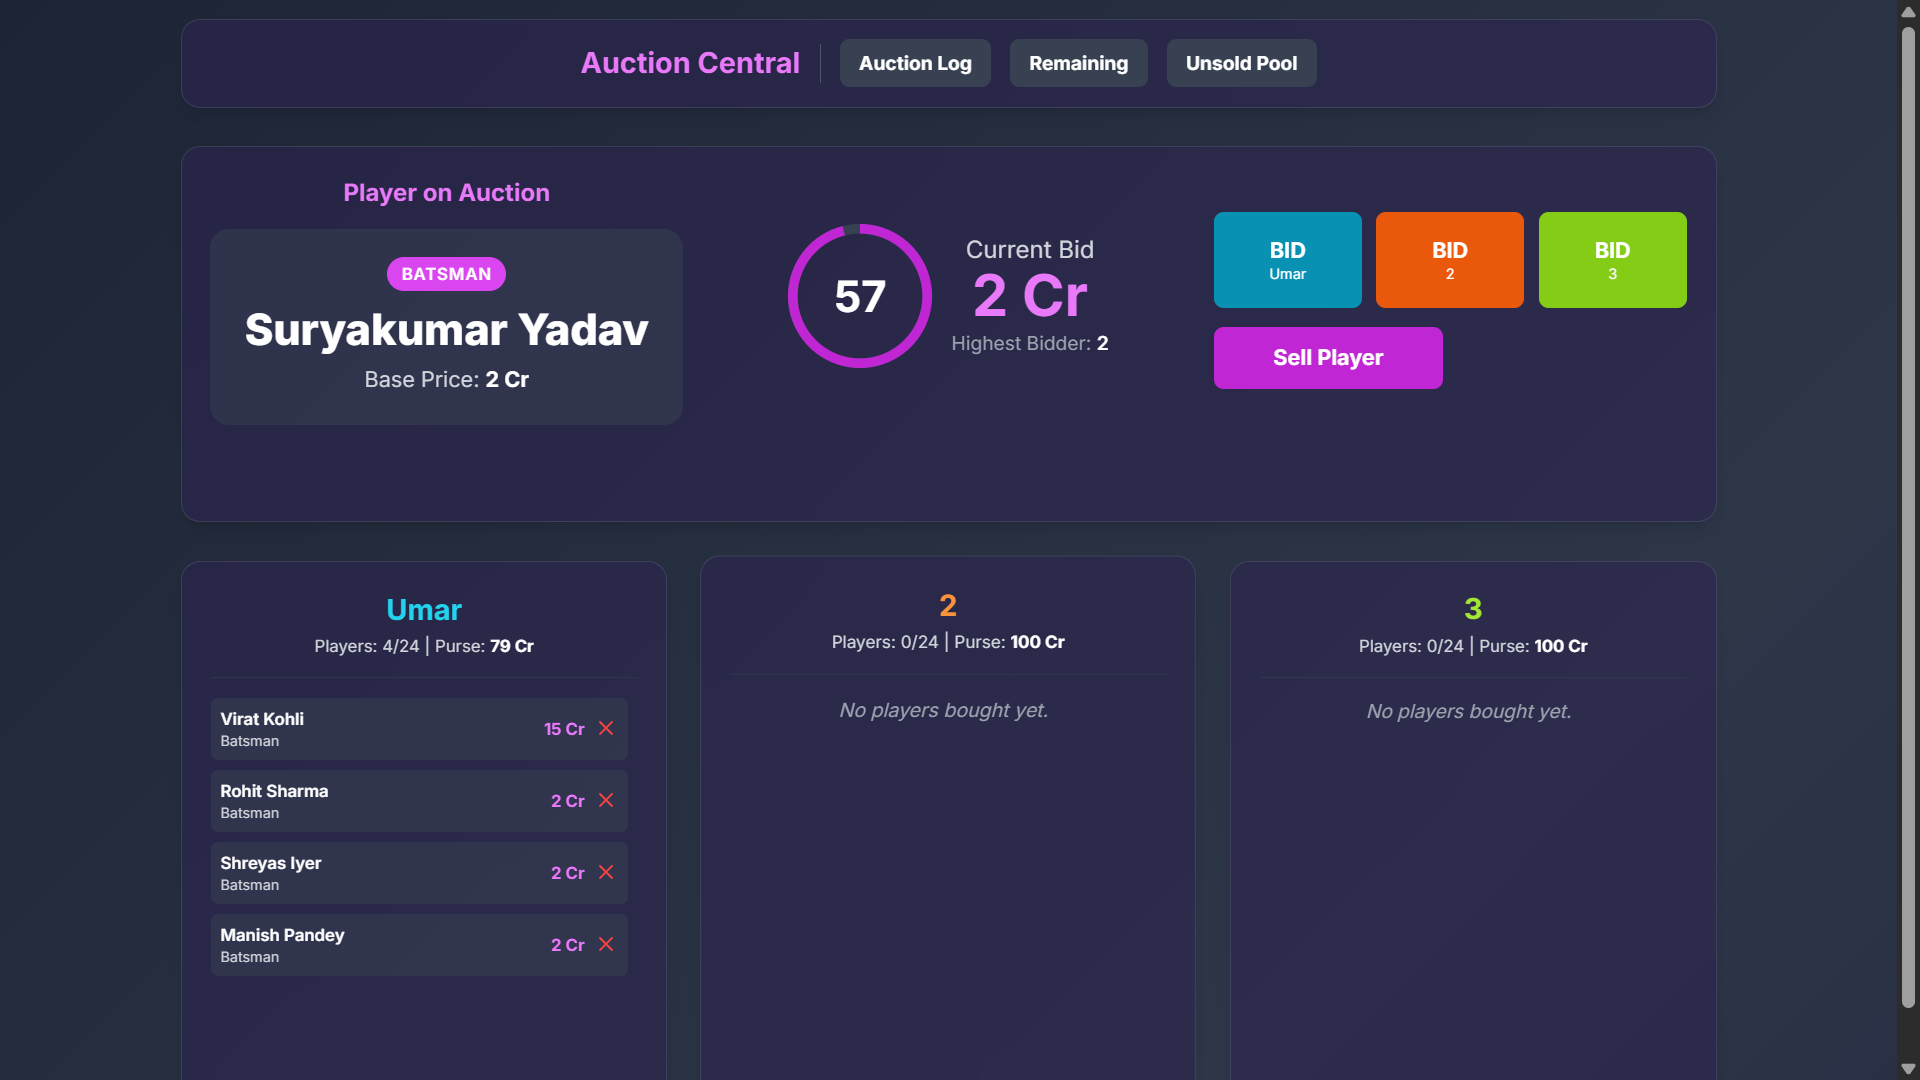 Auction Central
Auction Log
Remaining
Unsold Pool
Player on Auction
BATSMAN
Suryakumar Yadav
Base Price: 2 Cr
57
Current Bid
2 Cr
Highest Bidder: 2
BID
Umar
BID
2
BID
3
Sell Player
Umar
Players: 4/24 | Purse: 79 Cr
Virat Kohli
Batsman
15 Cr
Rohit Sharma
Batsman
2 Cr
Shreyas Iyer
Batsman
2 Cr
Manish Pandey
Batsman
2 Cr
2
Players: 0/24 | Purse: 100 Cr
No players bought yet.
3
Players: 0/24 | Purse: 100 Cr
No players bought yet.